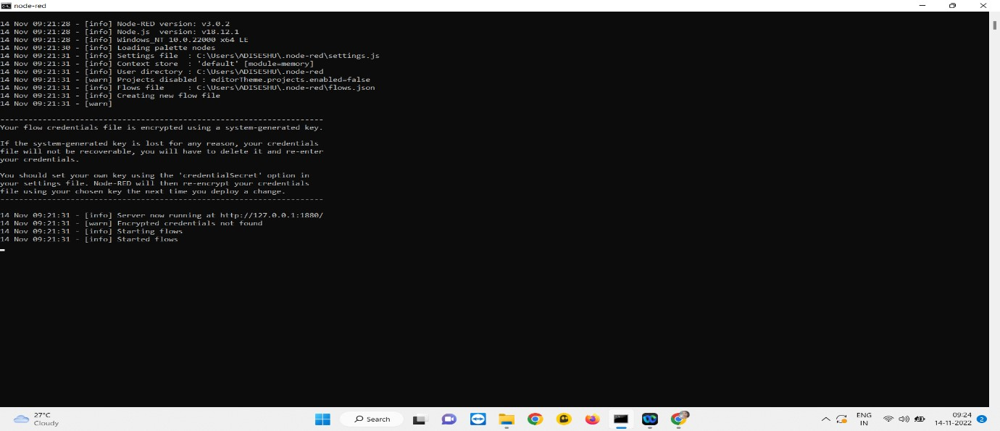 node-red
14 Nov 09:21:28 - [info] Node-RED version: v3.0.2
14 Nov 09:21:28 - [info] Node.js  version: v18.12.1
14 Nov 09:21:28 - [info] Windows_NT 10.0.22000 x64 LE
14 Nov 09:21:30 - [info] Loading palette nodes
14 Nov 09:21:31 - [info] Settings file  : C:\Users\ADISESHU\.node-red\settings.js
14 Nov 09:21:31 - [info] Context store  : 'default' [module=memory]
14 Nov 09:21:31 - [info] User directory : C:\Users\ADISESHU\.node-red
14 Nov 09:21:31 - [warn] Projects disabled : editorTheme.projects.enabled=false
14 Nov 09:21:31 - [info] Flows file     : C:\Users\ADISESHU\.node-red\flows.json
14 Nov 09:21:31 - [info] Creating new flow file
14 Nov 09:21:31 - [warn]
---------------------------------------------------------------------
Your flow credentials file is encrypted using a system-generated key.
If the system-generated key is lost for any reason, your credentials
file will not be recoverable, you will have to delete it and re-enter
your credentials.
You should set your own key using the 'credentialSecret' option in
your settings file. Node-RED will then re-encrypt your credentials
file using your chosen key the next time you deploy a change.
---------------------------------------------------------------------
14 Nov 09:21:31 - [info] Server now running at http://127.0.0.1:1880/
14 Nov 09:21:31 - [warn] Encrypted credentials not found
14 Nov 09:21:31 - [info] Starting flows
14 Nov 09:21:31 - [info] Started flows
27°C
Cloudy
Search
ENG
IN
09:24
14-11-2022
2